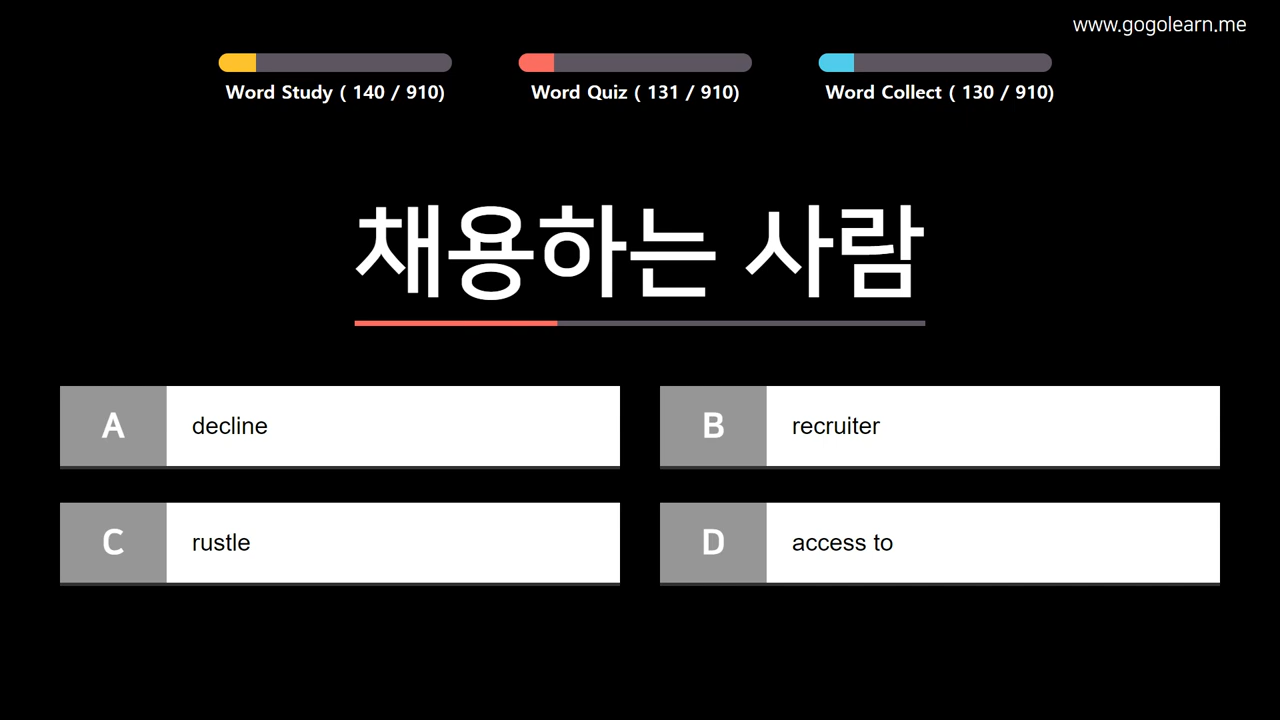 www.gogolearn.me
Word Study ( 140 / 910)
Word Quiz ( 131 / 910)
Word Collect ( 130 / 910)
채용하는 사람
A decline
B recruiter
C rustle
D access to